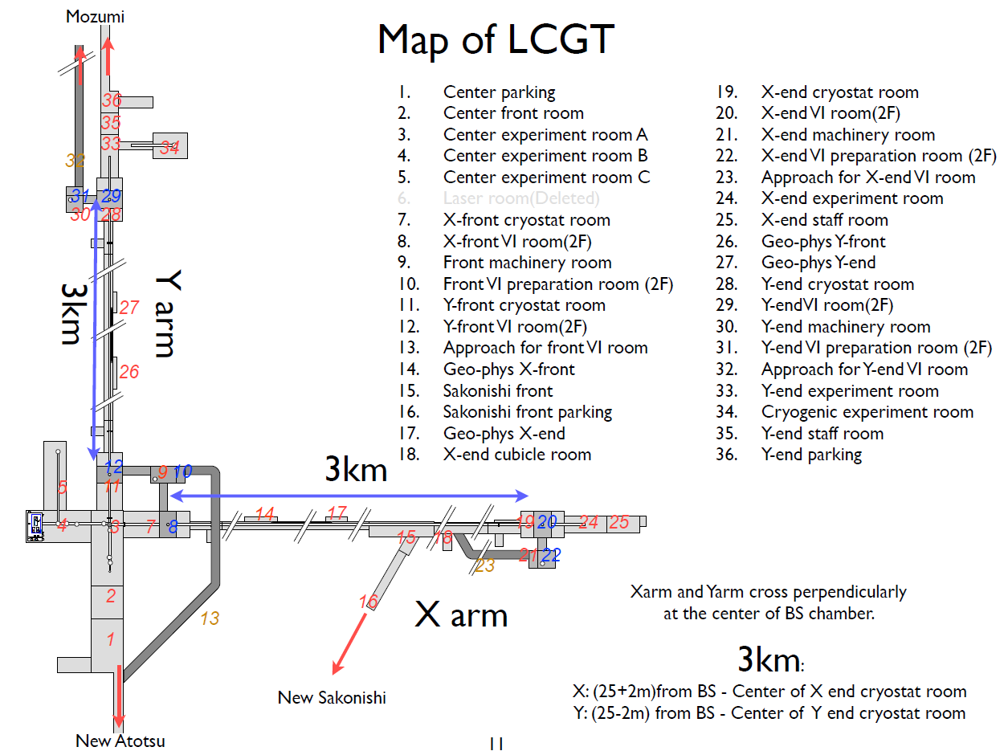 Mozumi
Map of LCGT
1. Center parking
2. Center front room
3. Center experiment room A
4. Center experiment room B
5. Center experiment room C
6. Laser room(Deleted)
7. X-front cryostat room
8. X-front VI room(2F)
9. Front machinery room
10. Front VI preparation room (2F)
11. Y-front cryostat room
12. Y-front VI room(2F)
13. Approach for front VI room
14. Geo-phys X-front
15. Sakonishi front
16. Sakonishi front parking
17. Geo-phys X-end
18. X-end cubicle room
19. X-end cryostat room
20. X-end VI room(2F)
21. X-end machinery room
22. X-end VI preparation room (2F)
23. Approach for X-end VI room
24. X-end experiment room
25. X-end staff room
26. Geo-phys Y-front
27. Geo-phys Y-end
28. Y-end cryostat room
29. Y-endVI room(2F)
30. Y-end machinery room
31. Y-end VI preparation room (2F)
32. Approach for Y-end VI room
33. Y-end experiment room
34. Cryogenic experiment room
35. Y-end staff room
36. Y-end parking
36
35
33
34
32
31
29
30
28
3km
Y arm
27
26
12
9
10
5
11
3km
4
3
7
8
14
17
15
18
19
20
24
25
21
22
23
16
2
13
1
X arm
New Sakonishi
New Atotsu
Xarm and Yarm cross perpendicularly
at the center of BS chamber.
3km:
X: (25+2m)from BS - Center of X end cryostat room
Y: (25-2m) from BS - Center of Y end cryostat room
11